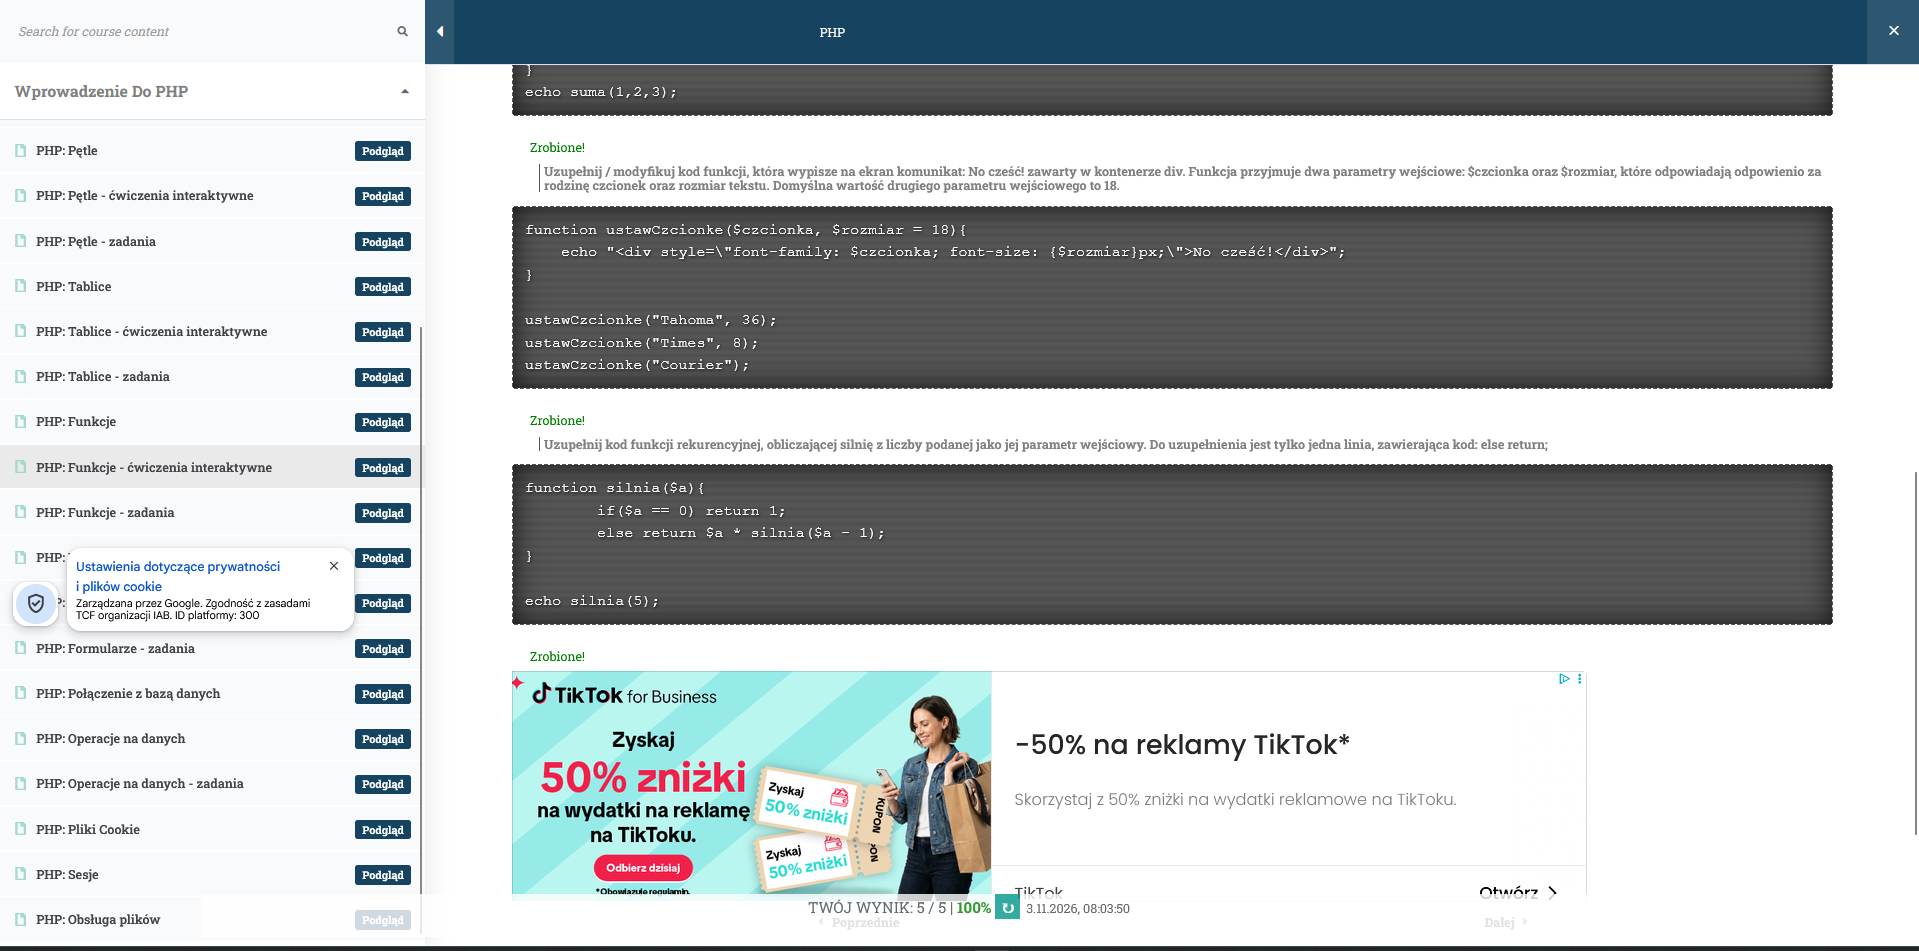 Search for course content
PHP
Wprowadzenie Do PHP
PHP: Pętle
Podgląd
PHP: Pętle - ćwiczenia interaktywne
Podgląd
PHP: Pętle - zadania
Podgląd
PHP: Tablice
Podgląd
PHP: Tablice - ćwiczenia interaktywne
Podgląd
PHP: Tablice - zadania
Podgląd
PHP: Funkcje
Podgląd
PHP: Funkcje - ćwiczenia interaktywne
Podgląd
PHP: Funkcje - zadania
Podgląd
PHP:
Podgląd
Ustawienia dotyczące prywatności
i plików cookie
Zarządzana przez Google. Zgodność z zasadami
TCF organizacji IAB. ID platformy: 300
Podgląd
PHP: Formularze - zadania
Podgląd
PHP: Połączenie z bazą danych
Podgląd
PHP: Operacje na danych
Podgląd
PHP: Operacje na danych - zadania
Podgląd
PHP: Pliki Cookie
Podgląd
PHP: Sesje
Podgląd
PHP: Obsługa plików
Podgląd
}
echo suma(1,2,3);
Zrobione!
Uzupełnij / modyfikuj kod funkcji, która wypisze na ekran komunikat: No cześć! zawarty w kontenerze div. Funkcja przyjmuje dwa parametry wejściowe: $czcionka oraz $rozmiar, które odpowiadają odpowienio za
rodzinę czcionek oraz rozmiar tekstu. Domyślna wartość drugiego parametru wejściowego to 18.
function ustawCzcionke($czcionka, $rozmiar = 18){
    echo "<div style=\"font-family: $czcionka; font-size: {$rozmiar}px;\">No cześć!</div>";
}
ustawCzcionke("Tahoma", 36);
ustawCzcionke("Times", 8);
ustawCzcionke("Courier");
Zrobione!
Uzupełnij kod funkcji rekurencyjnej, obliczającej silnię z liczby podanej jako jej parametr wejściowy. Do uzupełnienia jest tylko jedna linia, zawierająca kod: else return;
function silnia($a){
        if($a == 0) return 1;
        else return $a * silnia($a - 1);
}
echo silnia(5);
Zrobione!
TikTok for Business
Zyskaj
50% zniżki
na wydatki na reklamę
na TikToku.
Odbierz dzisiaj
*Obowiązuje regulamin.
Zyskaj
50% zniżki
KUPON
Zyskaj
50% zniżki
ON
-50% na reklamy TikTok*
Skorzystaj z 50% zniżki na wydatki reklamowe na TikToku.
TikTok
Otwórz
TWÓJ WYNIK: 5 / 5 | 100% 3.11.2026, 08:03:50
Poprzednie
Dalej